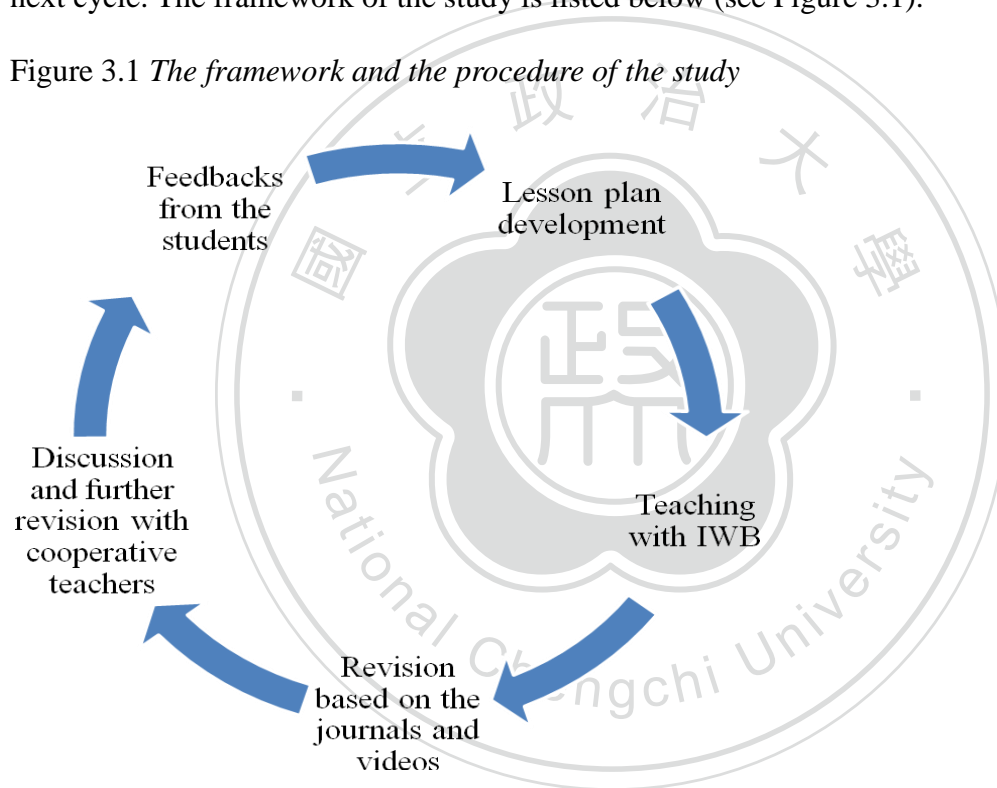 next cycle. The framework of the study is listed below (see Figure 3.1).
Figure 3.1 The framework and the procedure of the study
Feedbacks
from the
students
Lesson plan
development
Teaching
with IWB
Revision
based on the
journals and
videos
Discussion
and further
revision with
cooperative
teachers
國立政治大學
政大
National Chengchi University